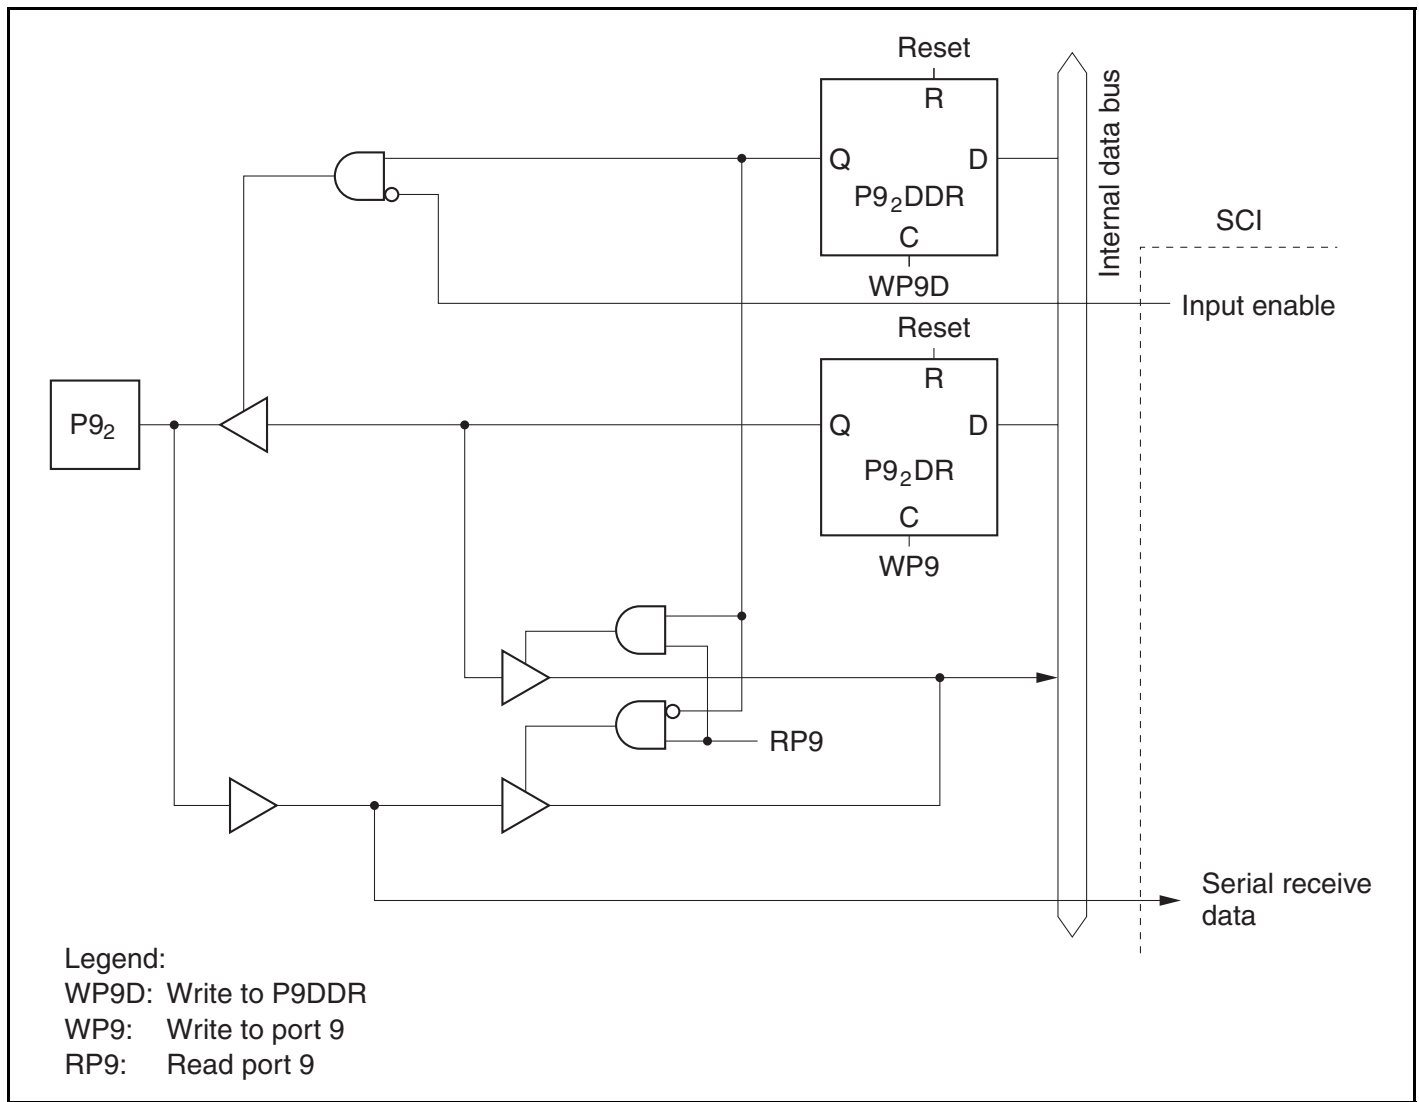 Reset
R
Q
D
P9₂DDR
C
WP9D
Internal data bus
SCI
Input enable
Reset
R
P9₂
Q
D
P9₂DR
C
WP9
RP9
Serial receive
data
Legend:
WP9D: Write to P9DDR
WP9: Write to port 9
RP9: Read port 9